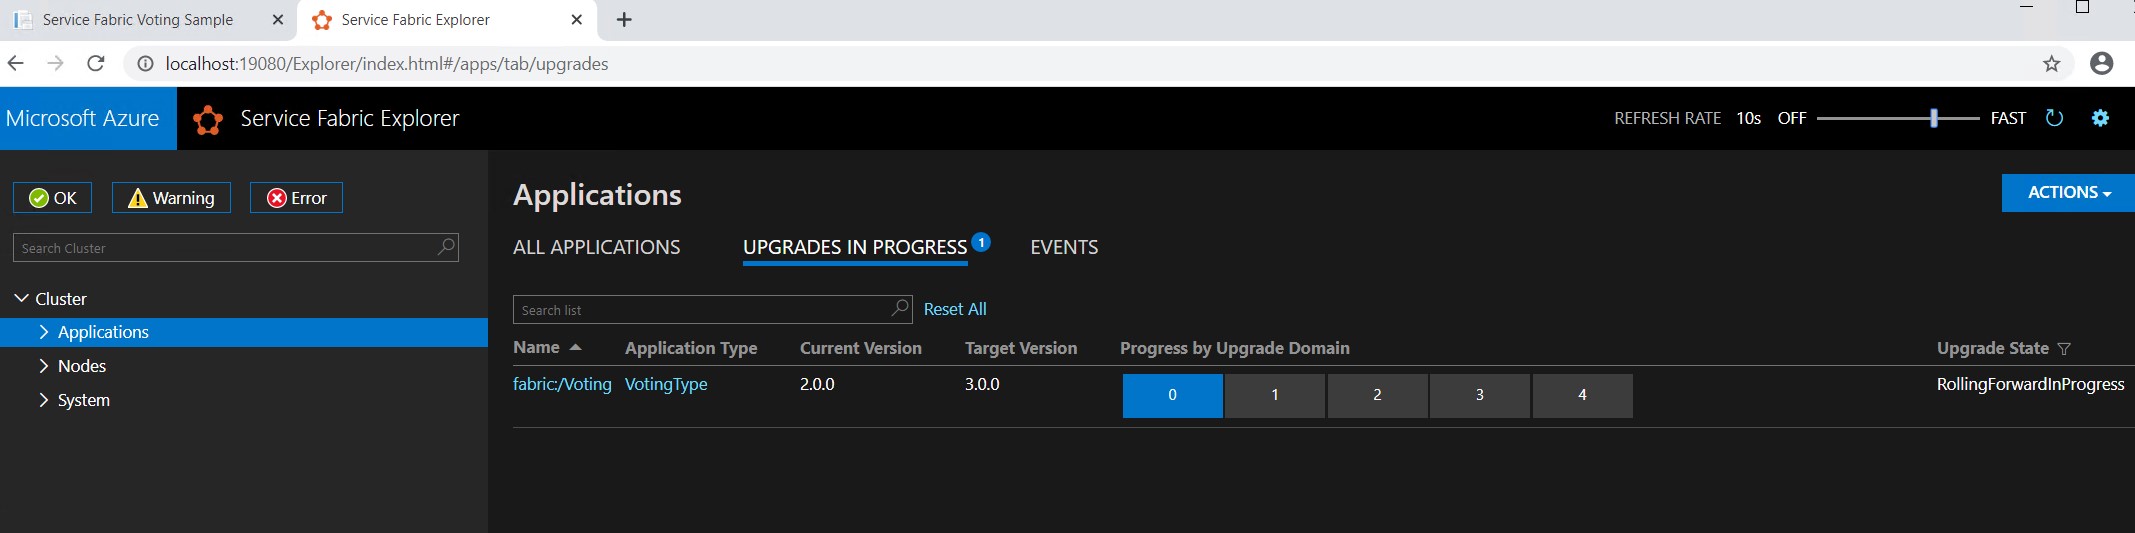 Service Fabric Voting Sample
Service Fabric Explorer
localhost:19080/Explorer/index.html#/apps/tab/upgrades
Microsoft Azure
Service Fabric Explorer
REFRESH RATE 10s OFF FAST
OK Warning Error
Search Cluster
Cluster
Applications
Nodes
System
Applications
ACTIONS
ALL APPLICATIONS UPGRADES IN PROGRESS 1 EVENTS
Search list Reset All
Name Application Type Current Version Target Version Progress by Upgrade Domain Upgrade State
fabric:/Voting VotingType 2.0.0 3.0.0 0 1 2 3 4 RollingForwardInProgress